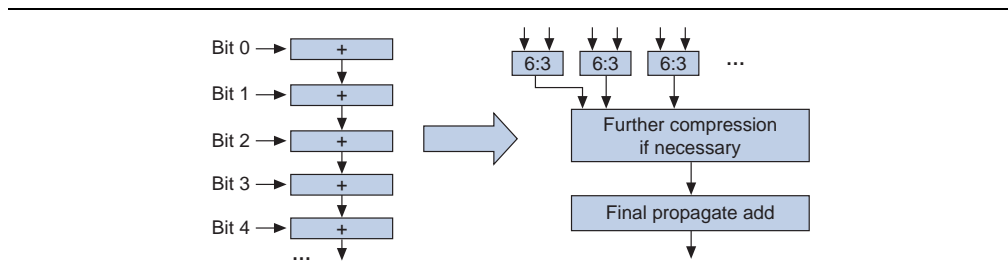 Bit 0
+
Bit 1
+
Bit 2
+
Bit 3
+
Bit 4
+
...
6:3
6:3
6:3
...
Further compression
if necessary
Final propagate add